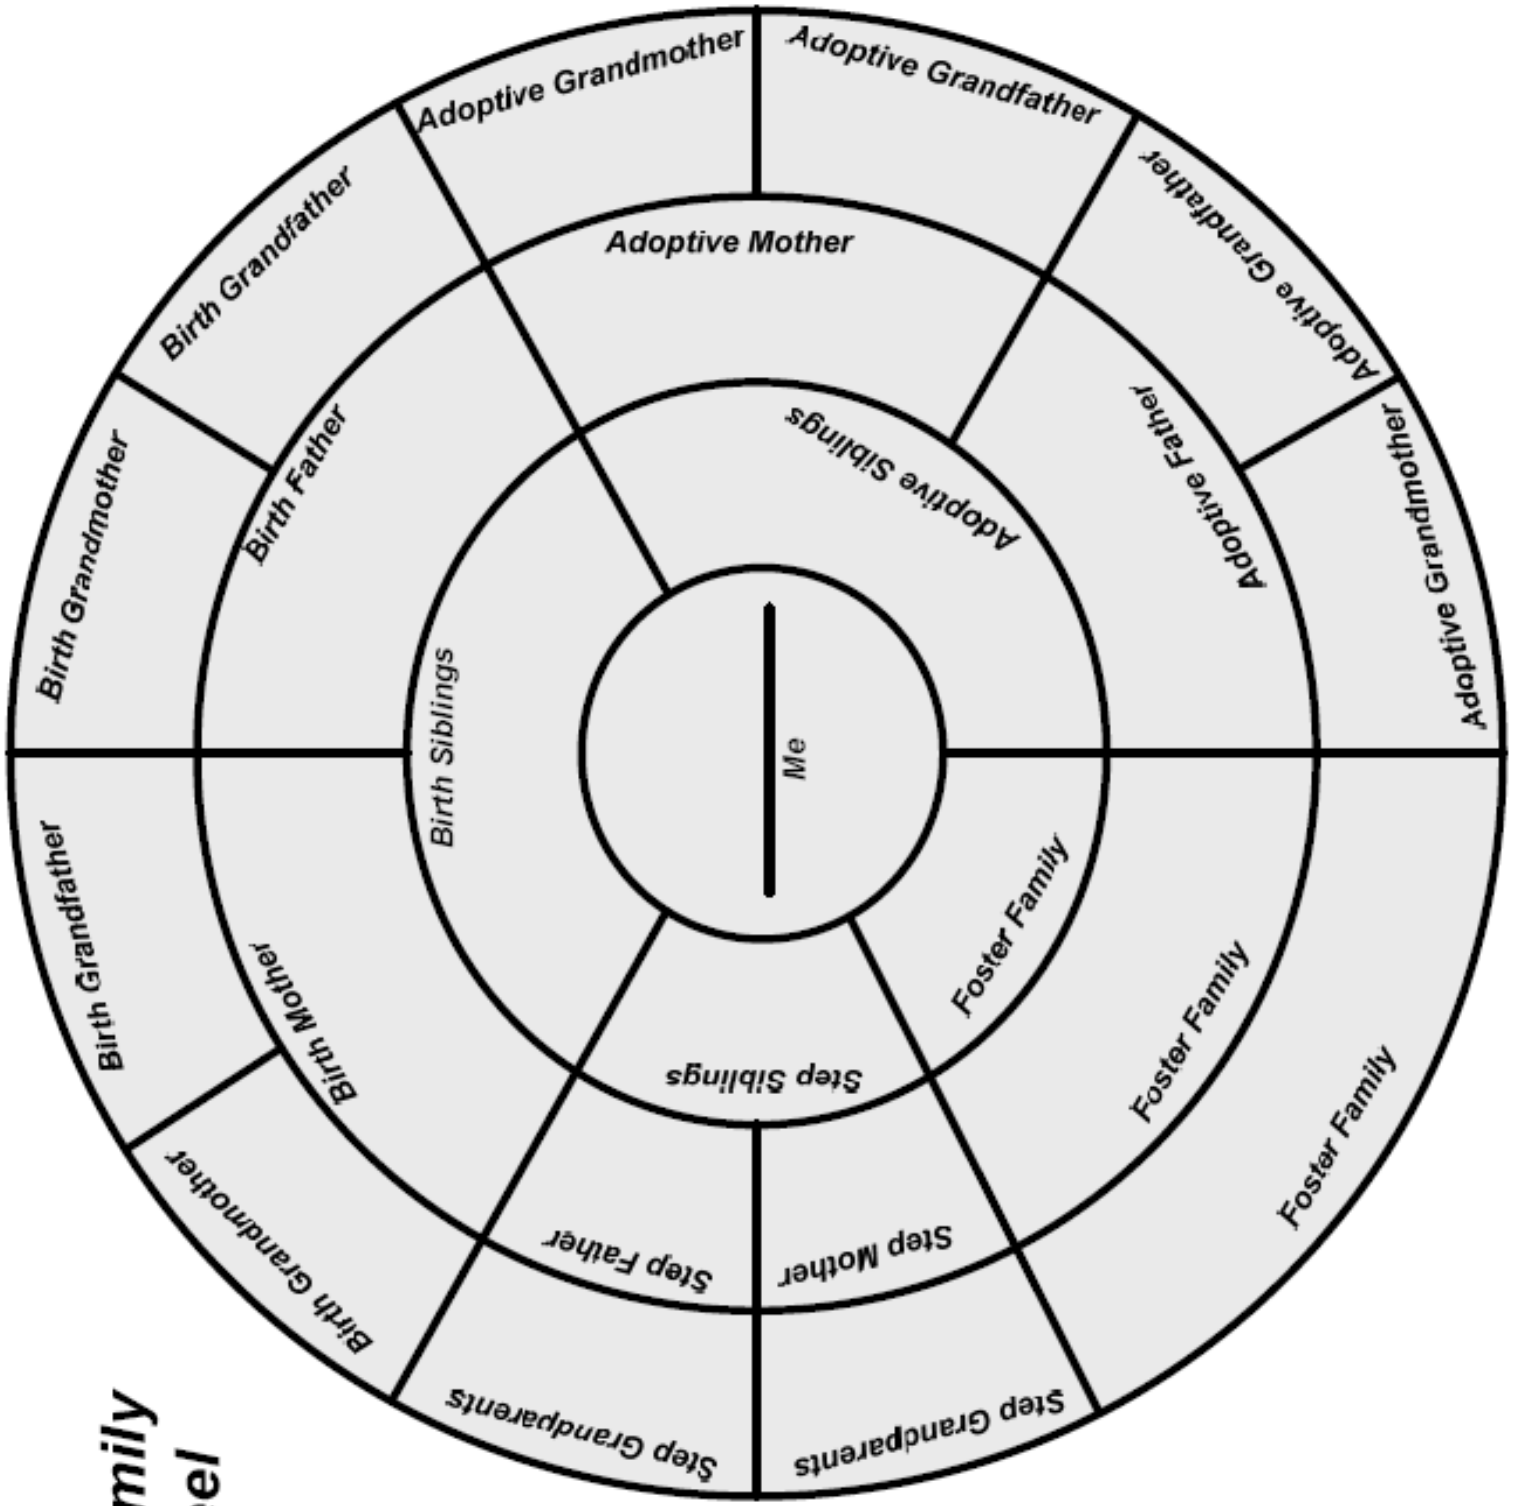 Adoptive Grandmother
Adoptive Grandfather
Adoptive Grandfather
Adoptive Grandmother
Birth Grandfather
Birth Grandmother
Birth Grandfather
Birth Grandmother
Adoptive Mother
Adoptive Father
Birth Father
Birth Mother
Adoptive Siblings
Birth Siblings
Me
Foster Family
Foster Family
Foster Family
Step Siblings
Step Father
Step Mother
Step Grandparents
Step Grandparents
mily
eel